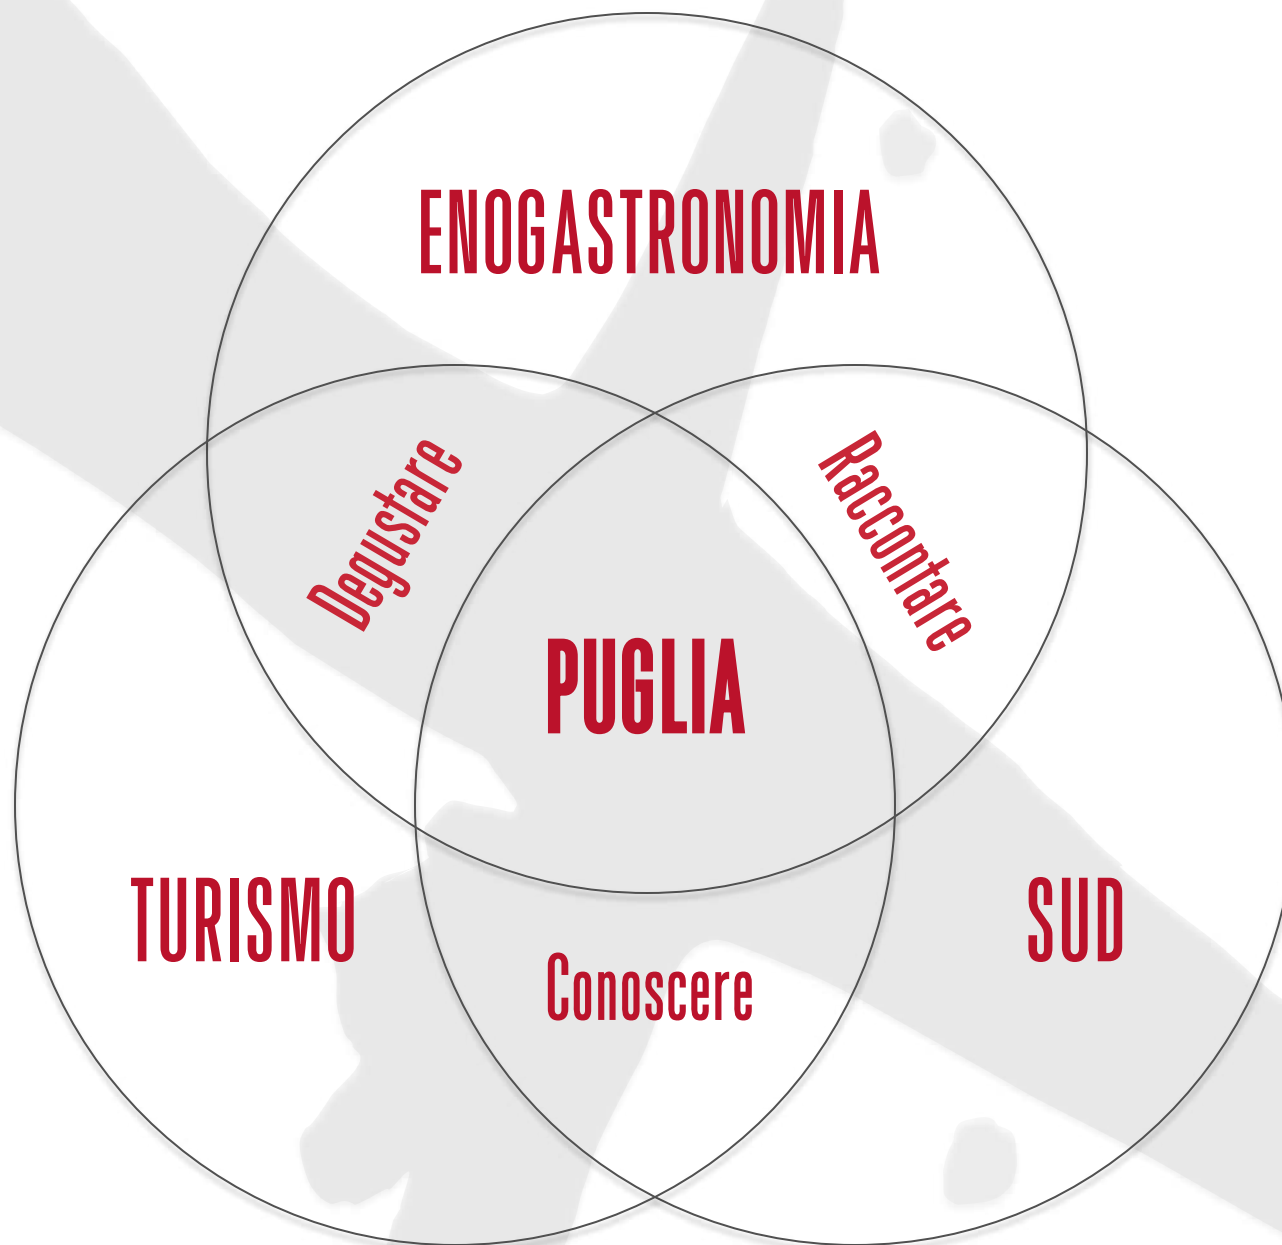 ENOGASTRONOMIA
Degustare
Raccontare
PUGLIA
TURISMO
SUD
Conoscere